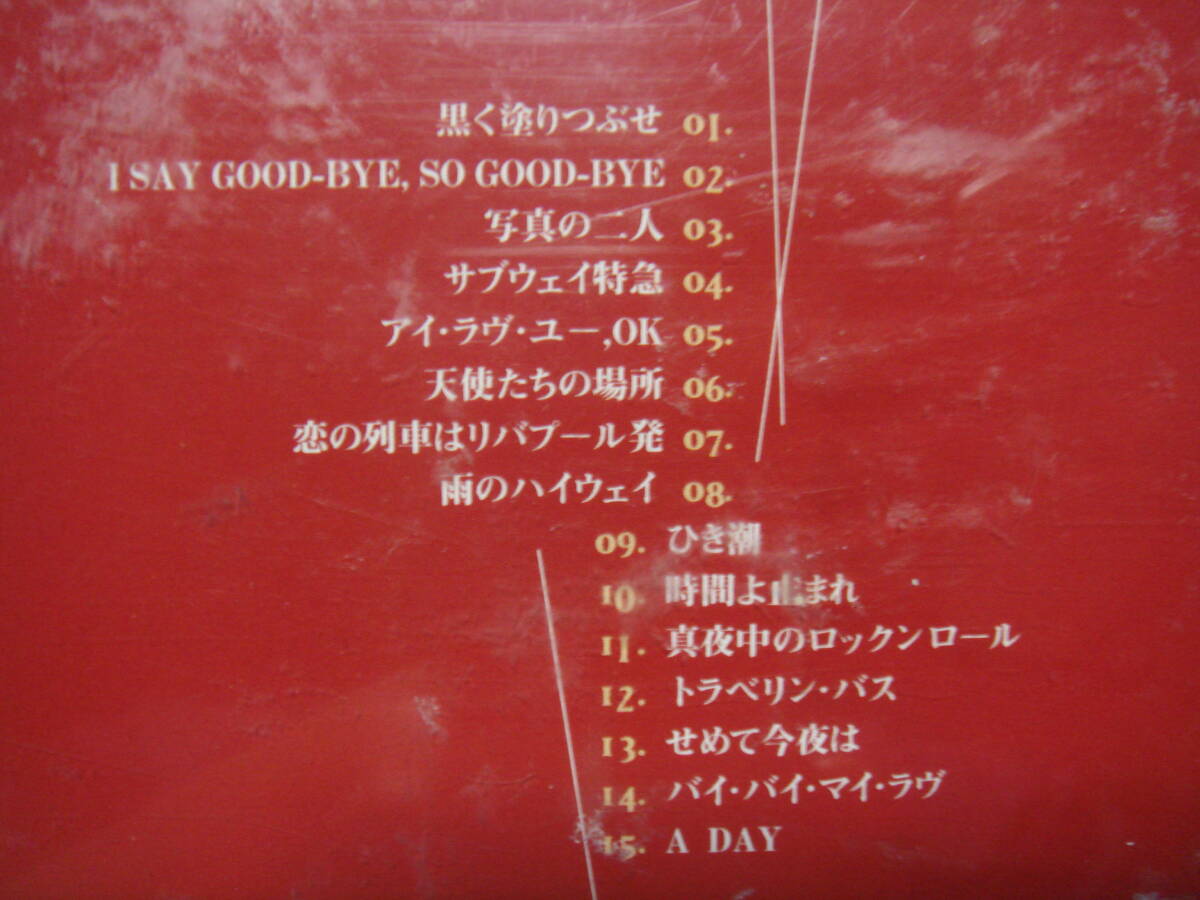 黒く塗りつぶせ 01.
I SAY GOOD-BYE, SO GOOD-BYE 02.
写真の二人 03.
サブウェイ特急 04.
アイ・ラヴ・ユー,OK 05.
天使たちの場所 06.
恋の列車はリバプール発 07.
雨のハイウェイ 08.
09. ひき潮
10. 時間よ止まれ
11. 真夜中のロックンロール
12. トラベリン・バス
13. せめて今夜は
14. バイ・バイ・マイ・ラヴ
15. A DAY